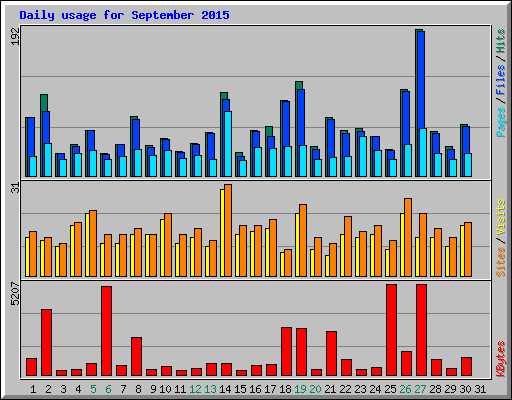 Daily usage for September 2015
192
Pages / Files / Hits
31
Sites / Visits
5207
KBytes
1 2 3 4 5 6 7 8 9 10 11 12 13 14 15 16 17 18 19 20 21 22 23 24 25 26 27 28 29 30 31